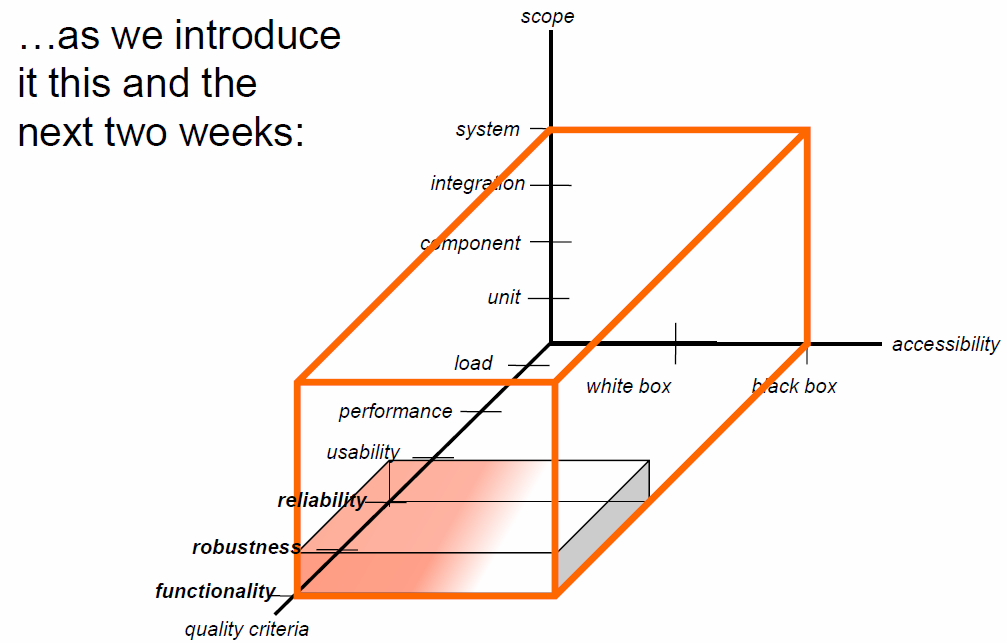 …as we introduce
it this and the
next two weeks:
scope
system
integration
component
unit
accessibility
load
white box
black box
performance
usability
reliability
robustness
functionality
quality criteria